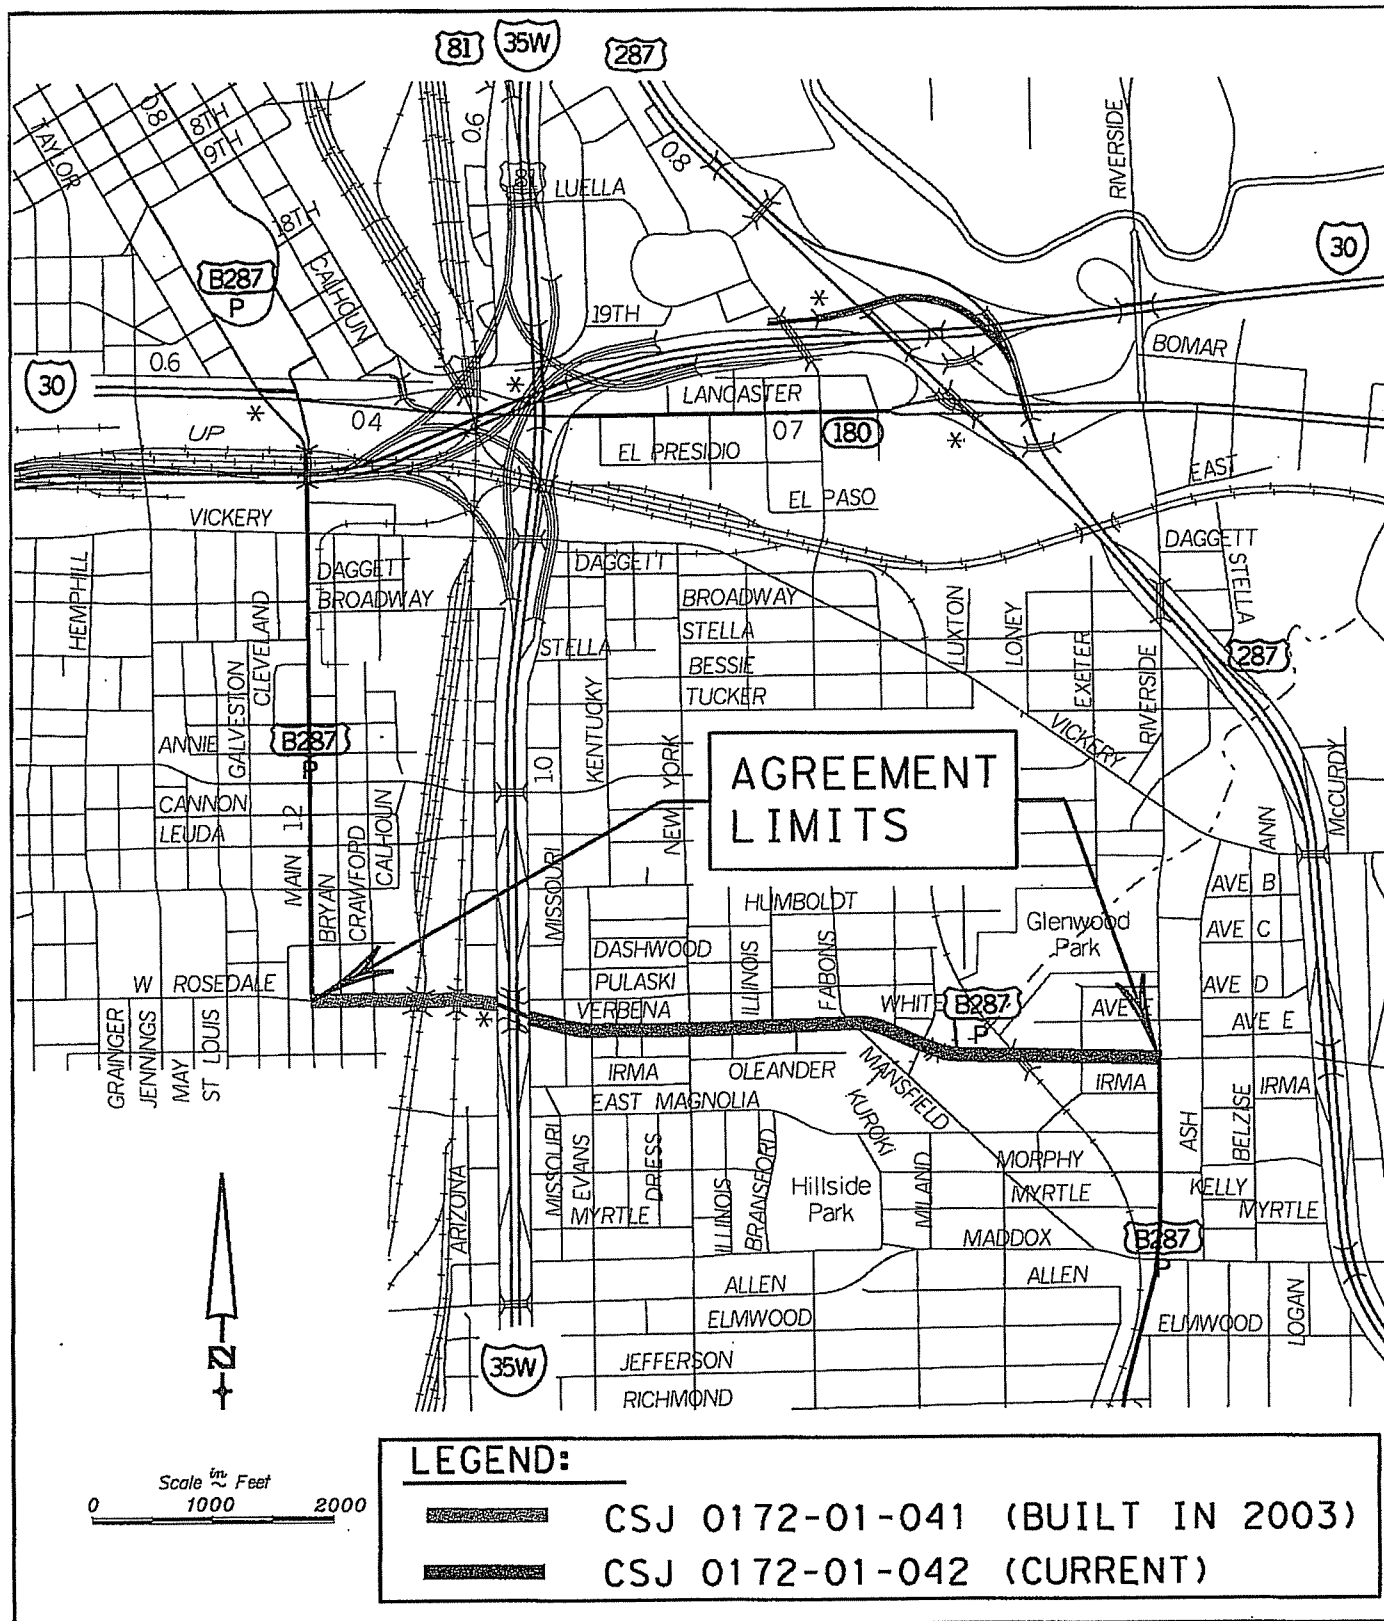 81
35W
287
TAYLOR
0.8
8TH
9TH
0.6
0.8
RIVERSIDE
81
LUELLA
18TH
CALHOUN
B287
P
30
19TH
*
0.6
30
BOMAR
*
*
LANCASTER
04
UP
07
180
*
EL PRESIDIO
EAST
EL PASO
VICKERY
DAGGETT
DAGGETT
DAGGETT
STELLA
HEMPHILL
BROADWAY
BROADWAY
CLEVELAND
STELLA
STELLA
LUXTON
LONEY
EXETER
RIVERSIDE
287
BESSIE
TUCKER
GALVESTON
KENTUCKY
ANNIE
B287
P
VICKERY
NEW YORK
1.0
AGREEMENT
LIMITS
McCURDY
CANNON
LEUDA
1.2
CALHOUN
ANN
MAIN
BRYAN
CRAWFORD
MISSOURI
AVE B
HUMBOLDT
Glenwood
Park
AVE C
DASHWOOD
ILLINOIS
FABONS
PULASKI
AVE D
W ROSEDALE
VERBENA
WHITE
B287
P
AVE E
AVE E
*
GRAINGER
JENNINGS
MAY
ST LOUIS
IRMA
OLEANDER
MANSFIELD
IRMA
IRMA
EAST MAGNOLIA
KUROKI
ASH
BELZISE
MISSOURI
EVANS
DRIESS
BRANSFORD
ILLINOIS
ARIZONA
MORPHY
Hillside
Park
MILAND
MYRTLE
KELLY
MYRTLE
MYRTLE
MADDOX
B287
P
ALLEN
ALLEN
ELMWOOD
ELMWOOD
LOGAN
N
35W
JEFFERSON
RICHMOND
LEGEND:
Scale in Feet
0 1000 2000
CSJ 0172-01-041 (BUILT IN 2003)
CSJ 0172-01-042 (CURRENT)